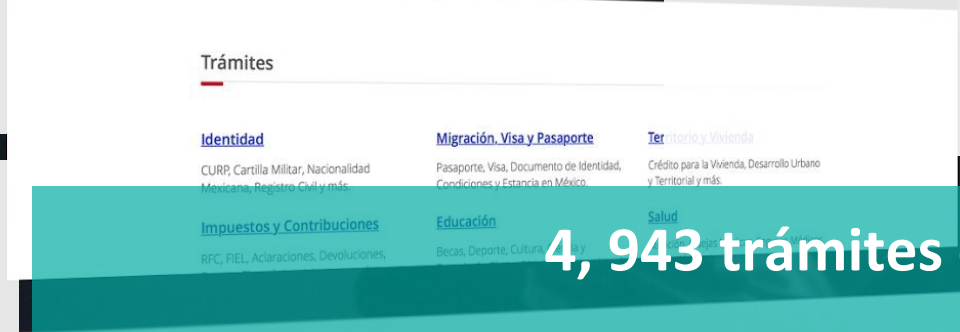 Trámites
Identidad
CURP, Cartilla Militar, Nacionalidad
Mexicana, Registro Civil y más.
Migración, Visa y Pasaporte
Pasaporte, Visa, Documento de Identidad,
Condiciones y Estancia en México.
Territorio y Vivienda
Crédito para la Vivienda, Desarrollo Urbano
y Territorial y más.
Impuestos y Contribuciones
RFC, FIEL, Aclaraciones, Devoluciones,
Educación
Becas, Deporte, Cultura, y
Salud
4, 943 trámites